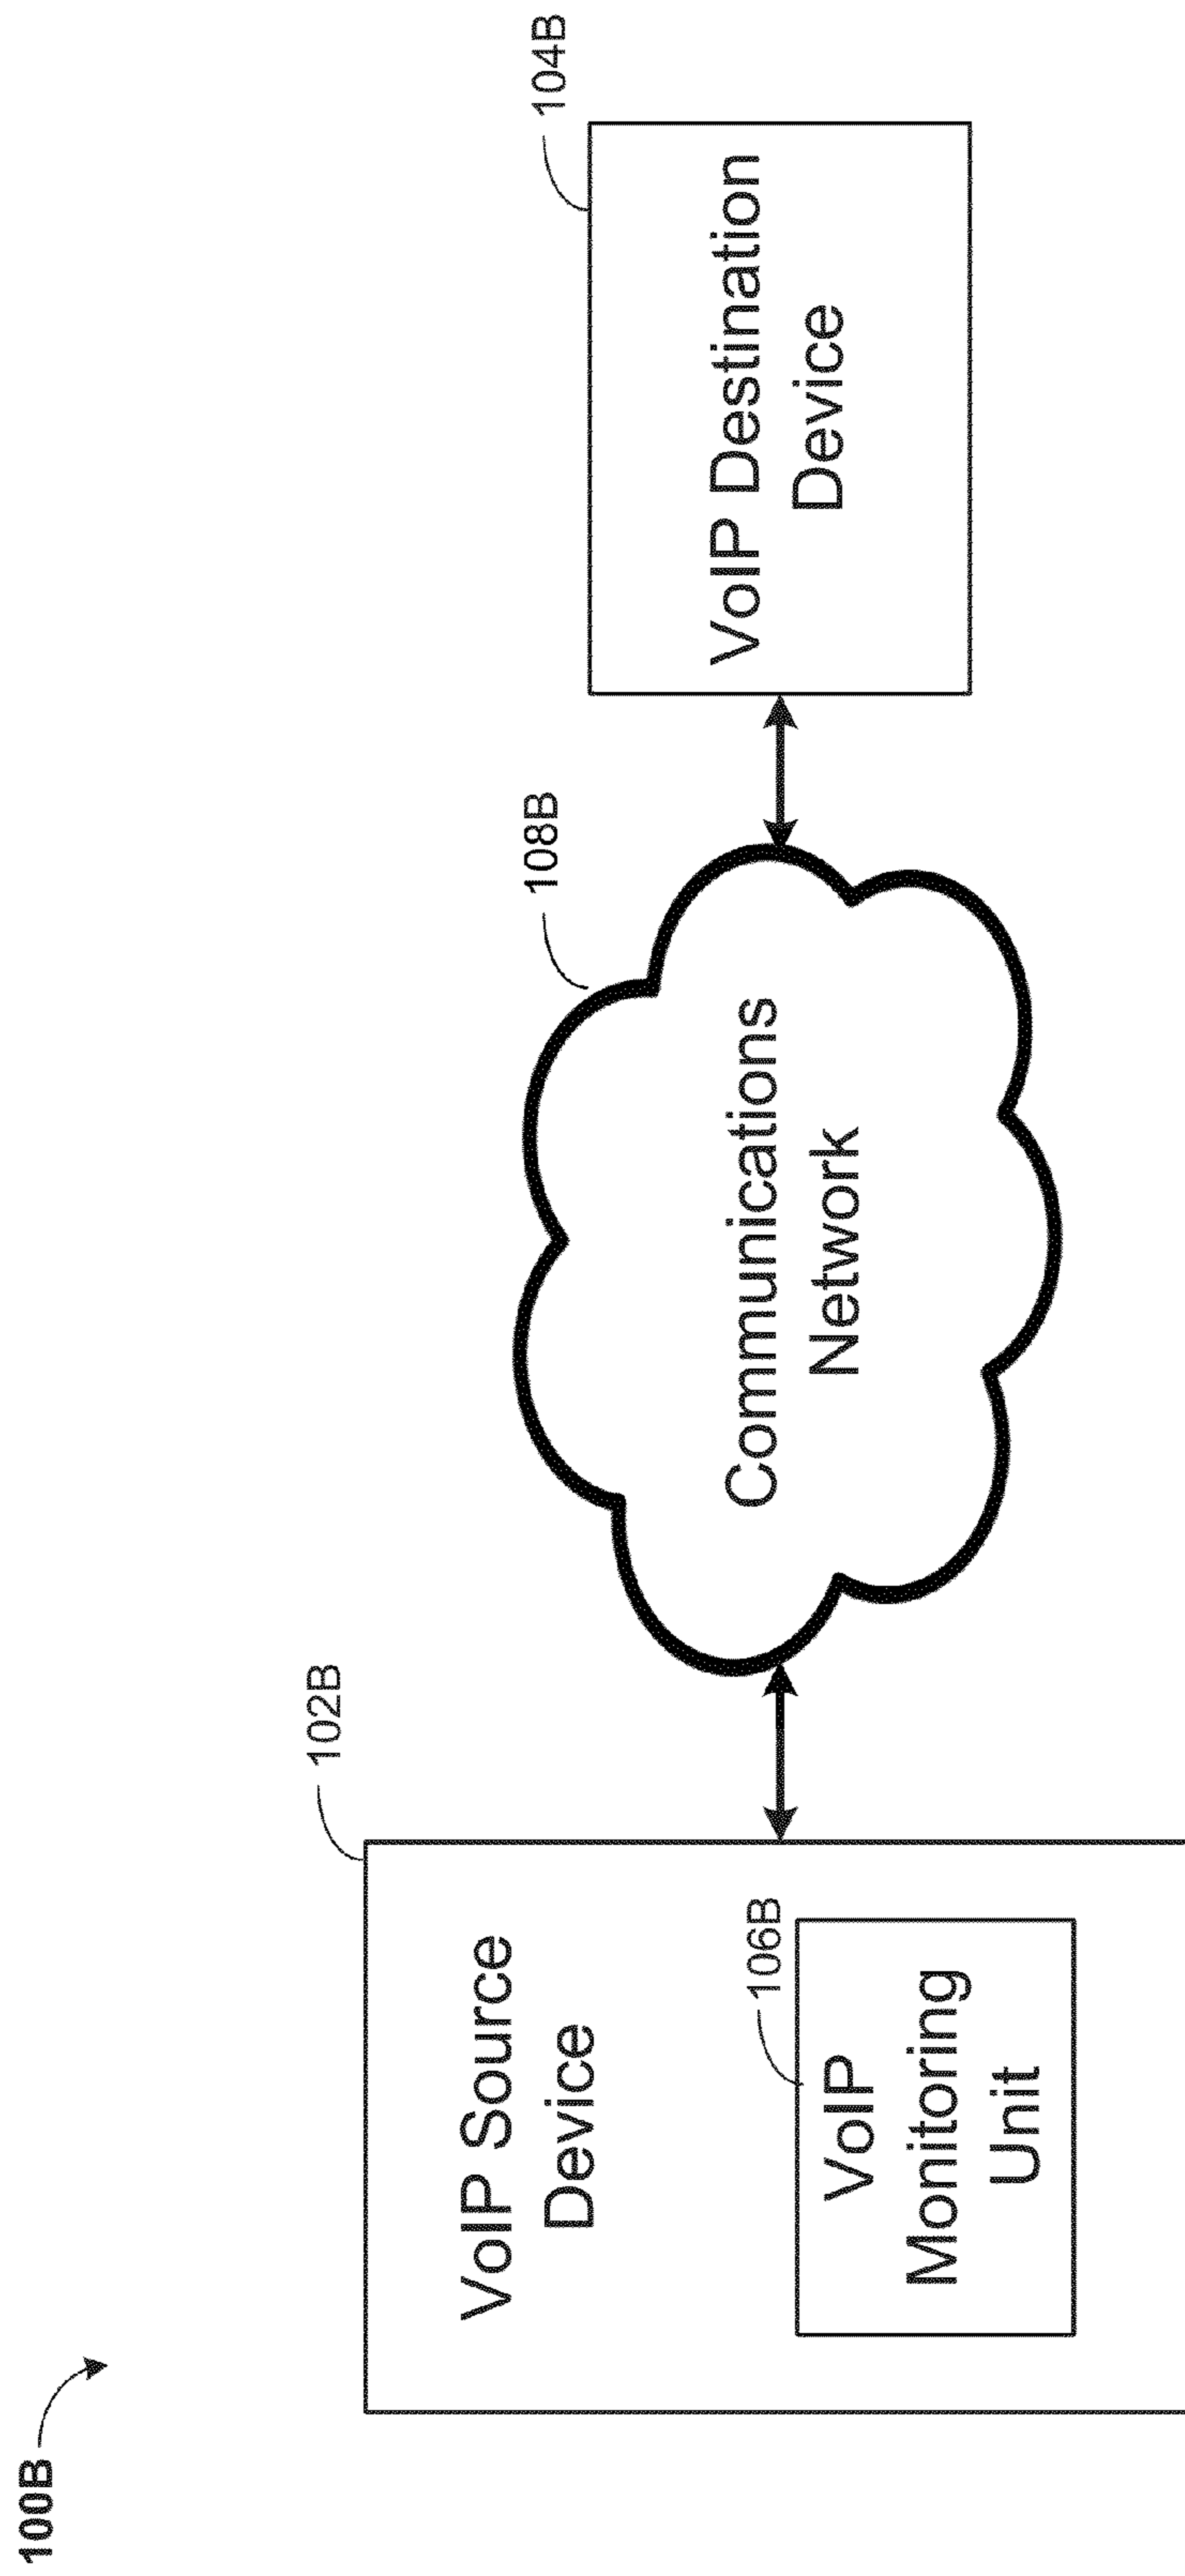 100B
102B
VoIP Source
Device
106B
VoIP
Monitoring
Unit
108B
Communications
Network
104B
VoIP Destination
Device